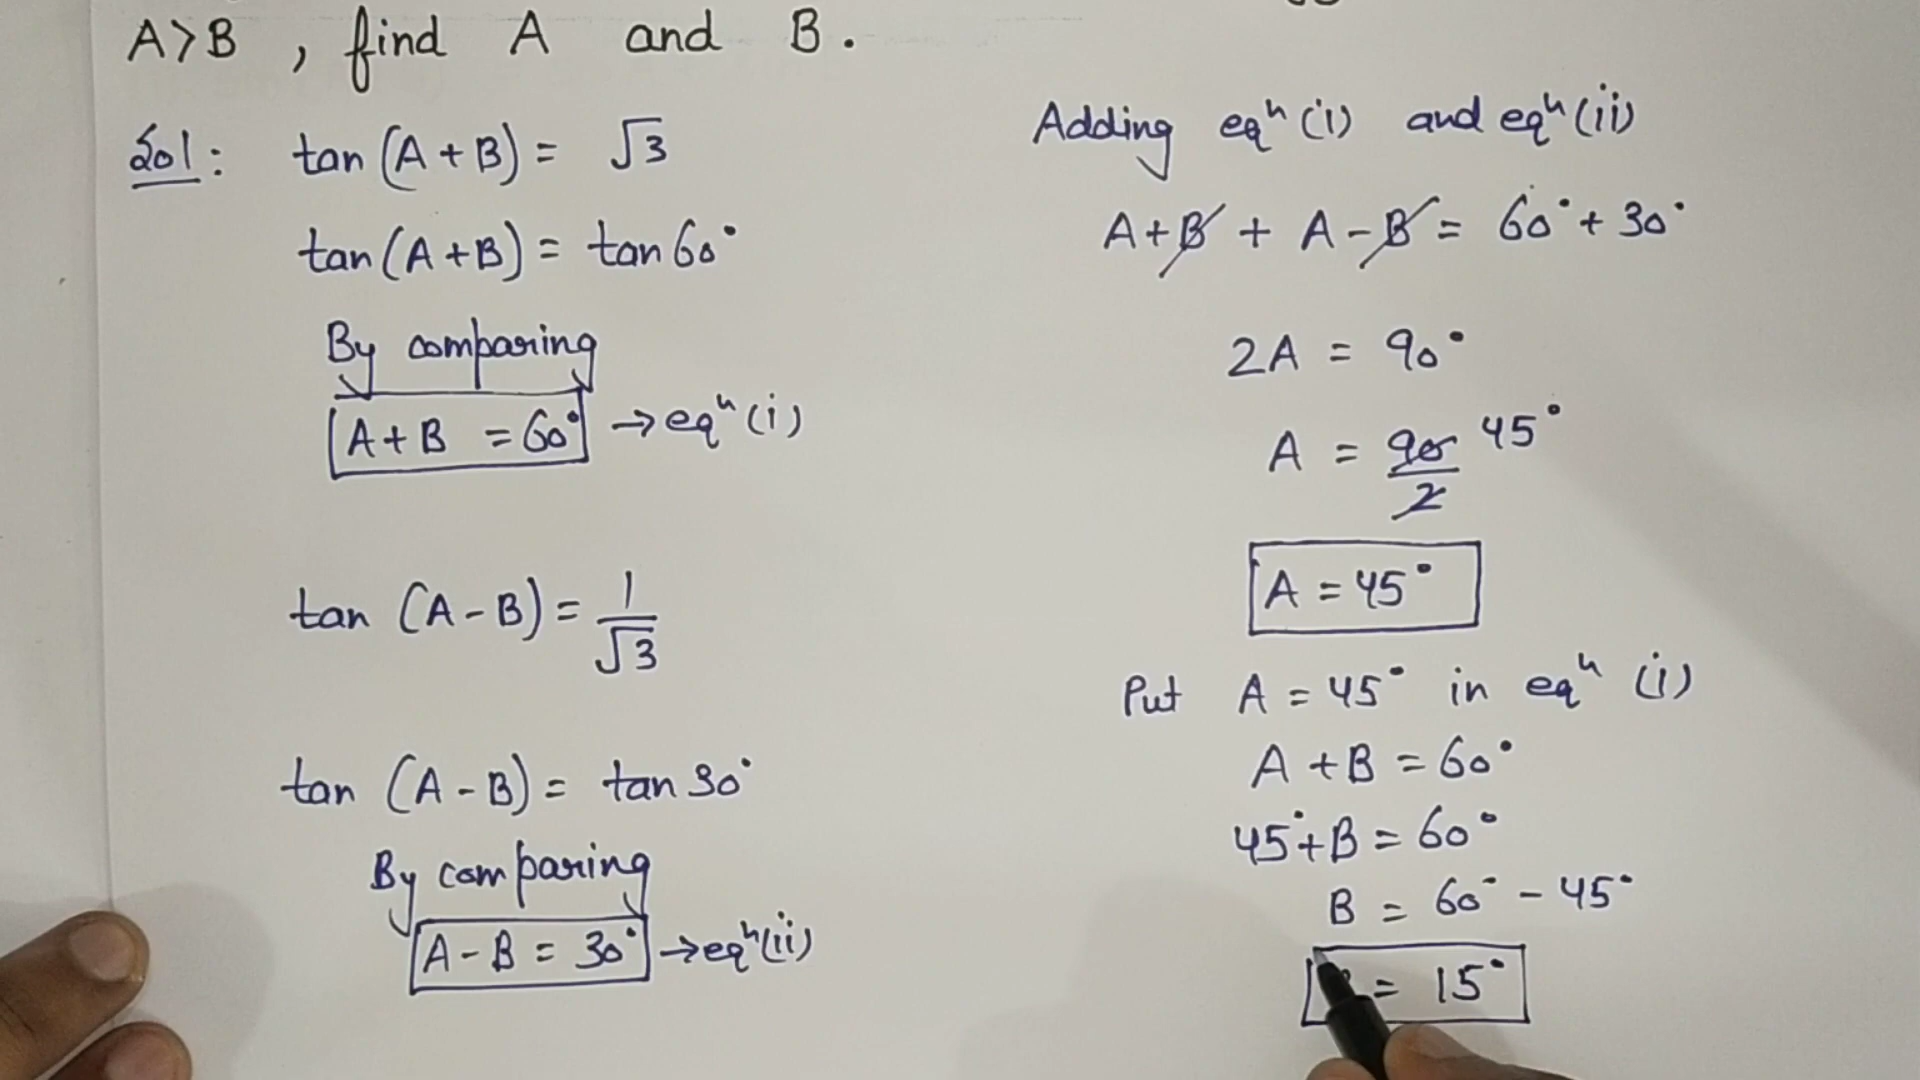 A>B , find A and B.
Sol: tan (A + B) = √3
tan (A + B) = tan 60°
By comparing
A + B = 60° → eqⁿ (i)
tan (A - B) = 1/√3
tan (A - B) = tan 30°
By comparing
A - B = 30° → eqⁿ (ii)
Adding eqⁿ (i) and eqⁿ (ii)
A + B + A - B = 60° + 30°
2A = 90°
A = 90/2 45°
A = 45°
Put A = 45° in eqⁿ (i)
A + B = 60°
45° + B = 60°
B = 60° - 45°
= 15°